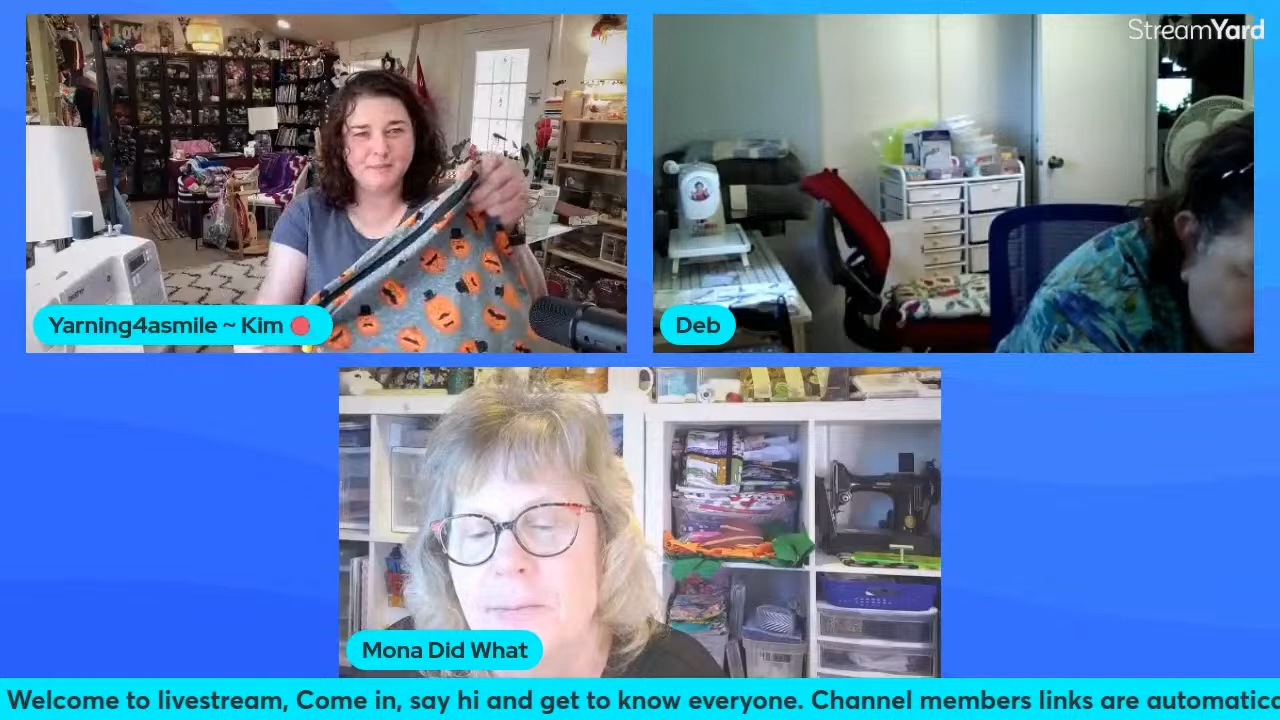 StreamYard
Yarning4asmile ~ Kim
Deb
Mona Did What
Welcome to livestream, Come in, say hi and get to know everyone. Channel members links are automatica